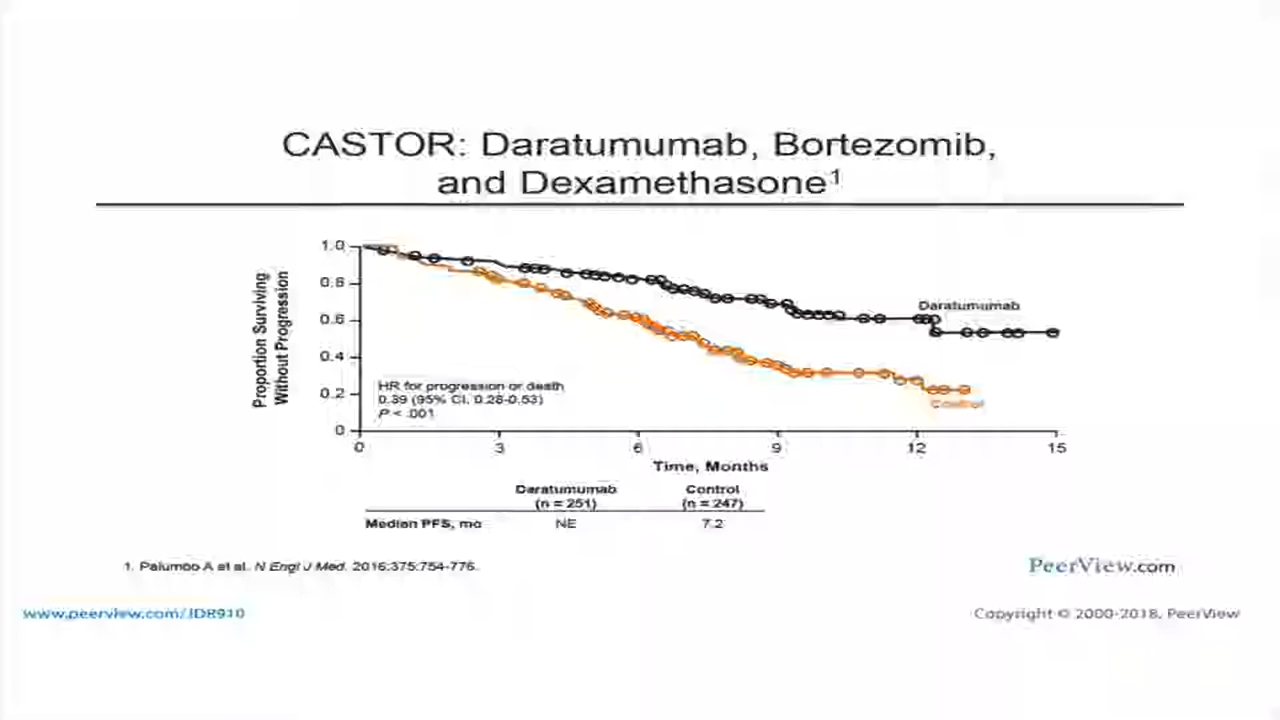 CASTOR: Daratumumab, Bortezomib,
and Dexamethasone¹
Proportion Surviving
Without Progression
1.0
0.8
0.6
0.4
0.2
0
Daratumumab
Control
HR for progression or death
0.39 (95% CI, 0.28-0.53)
P < .001
0 3 6 9 12 15
Time, Months
Daratumumab Control
(n = 251) (n = 247)
Median PFS, mo NE 7.2
1. Palumbo A et al. N Engl J Med. 2016;375:754-776.
PeerView.com
www.peerview.com/JDR910
Copyright © 2000-2018, PeerView